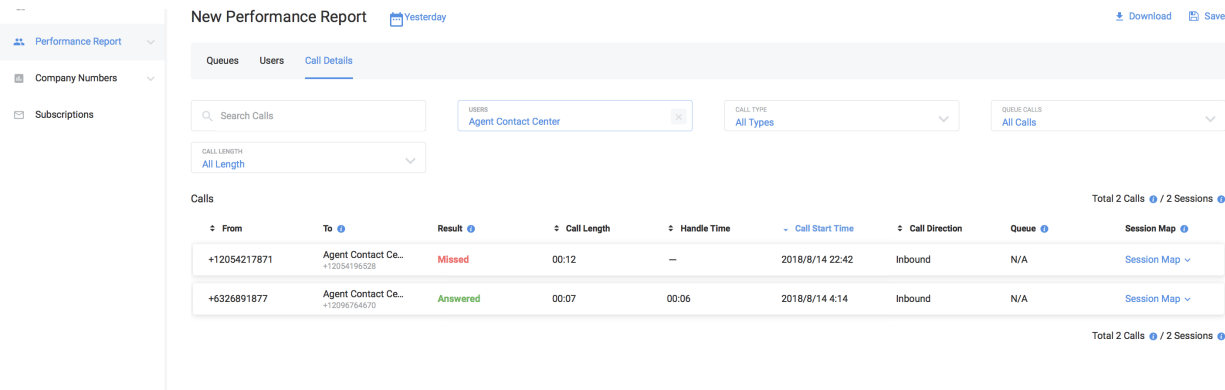 New Performance Report Yesterday Download Save
Performance Report
Company Numbers
Subscriptions
Queues Users Call Details
Search Calls
USERS
Agent Contact Center
CALL TYPE
All Types
QUEUE CALLS
All Calls
CALL LENGTH
All Length
Calls
Total 2 Calls / 2 Sessions
From To Result Call Length Handle Time Call Start Time Call Direction Queue Session Map
+12054217871 Agent Contact Ce... Missed 00:12 — 2018/8/14 22:42 Inbound N/A Session Map
+12054196528
+6326891877 Agent Contact Ce... Answered 00:07 00:06 2018/8/14 4:14 Inbound N/A Session Map
+12096764670
Total 2 Calls / 2 Sessions